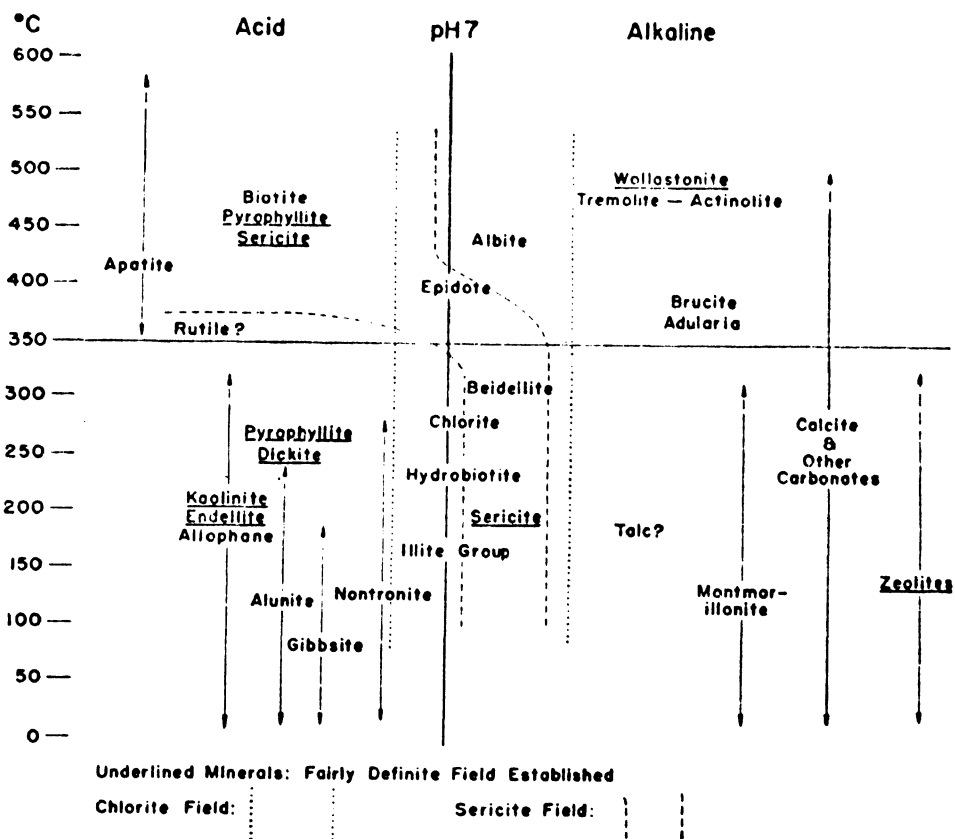 °C
Acid
pH7
Alkaline
600
550
500
450
400
350
300
250
200
150
100
50
0
Biotite
Pyrophyllite
Sericite
Apatite
Rutile?
Albite
Epidote
Wollastonite
Tremolite — Actinolite
Brucite
Adularia
Pyrophyllite
Dickite
Kaolinite
Endellite
Allophane
Alunite
Gibbsite
Nontronite
Beidellite
Chlorite
Hydrobiotite
Sericite
Illite Group
Talc?
Montmor-
illonite
Calcite
&
Other
Carbonates
Zeolites
Underlined Minerals: Fairly Definite Field Established
Chlorite Field:
Sericite Field: